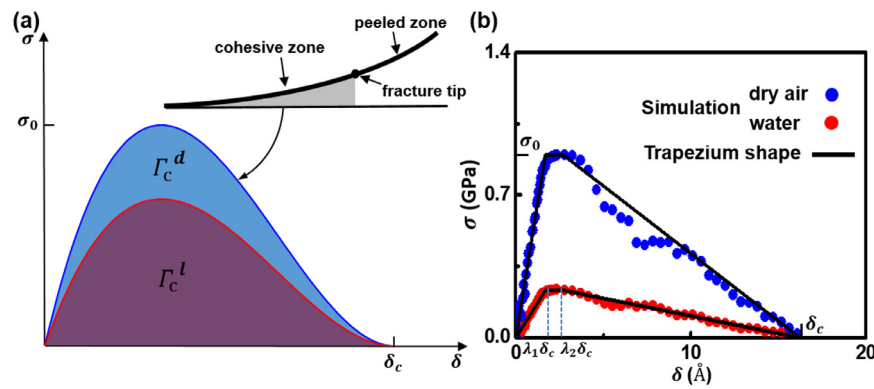 (a)
σ
peeled zone
cohesive zone
fracture tip
σ₀
Γc^d
Γc^l
δc
δ
(b)
1.4
dry air
Simulation
water
Trapezium shape
σ₀
0.7
σ (GPa)
δc
0.0
0
λ₁δc
λ₂δc
10
20
δ (Å)